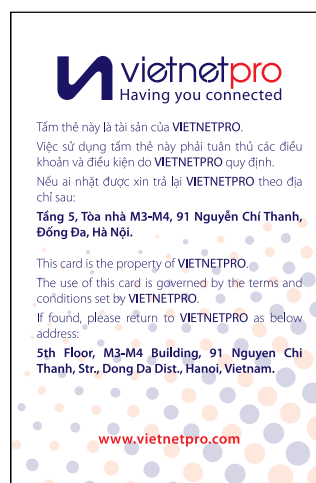 vietnetpro
Having you connected
Tấm thẻ này là tài sản của VIETNETPRO.
Việc sử dụng tấm thẻ này phải tuân thủ các điều
khoản và điều kiện do VIETNETPRO quy định.
Nếu ai nhặt được xin trả lại VIETNETPRO theo địa
chỉ sau:
Tầng 5, Tòa nhà M3-M4, 91 Nguyễn Chí Thanh,
Đống Đa, Hà Nội.
This card is the property of VIETNETPRO.
The use of this card is governed by the terms and
conditions set by VIETNETPRO.
If found, please return to VIETNETPRO as below
address:
5th Floor, M3-M4 Building, 91 Nguyen Chi
Thanh, Str., Dong Da Dist., Hanoi, Vietnam.
www.vietnetpro.com